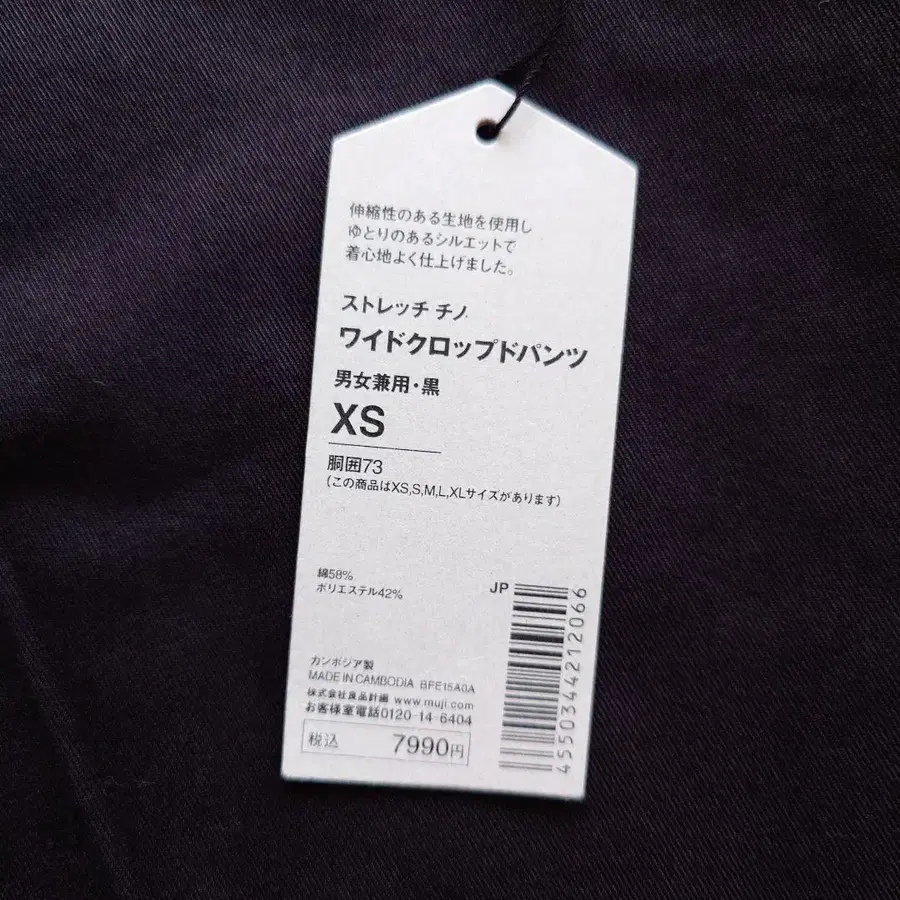 伸縮性のある生地を使用し
ゆとりのあるシルエットで
着心地よく仕上げました。
ストレッチ チノ
ワイドクロップドパンツ
男女兼用・黒
XS
胴囲73
(この商品はXS,S,M,L,XLサイズがあります)
綿58%
ポリエステル42%
JP
4550344212066
カンボジア製
MADE IN CAMBODIA BFE15A0A
株式会社良品計画 www.muji.com
お客様室電話0120-14-6404
税込 7990円